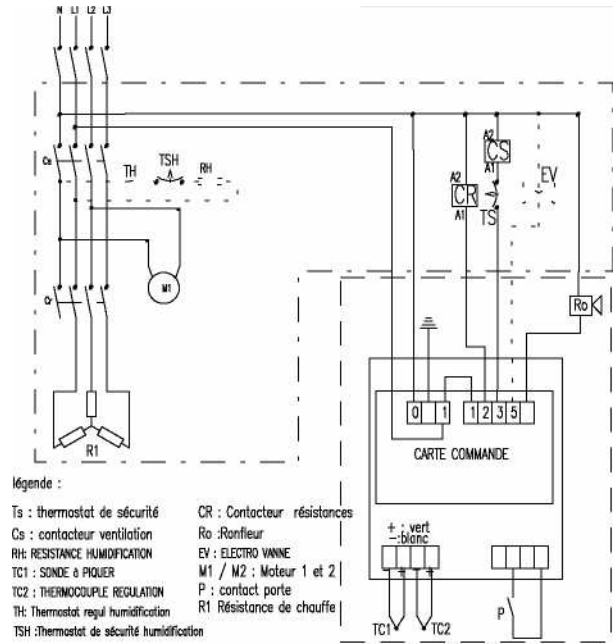 N L1 L2 L3
Cs
TH TSH RH
A2
CS
A1
A2
CR
A1
TS
EV
M1
Cr
Ro
0 1 1 2 3 5
CARTE COMMANDE
R1
légende :
Ts : thermostat de sécurité
Cs : contacteur ventilation
RH: RESISTANCE HUMIDIFICATION
TC1 : SONDE à PIQUER
TC2 : THERMOCOUPLE REGULATION
TH: Thermostat regul humidification
TSH :Thermostat de sécurité humidification
CR : Contacteur résistances
Ro :Ronfleur
EV : ELECTRO VANNE
M1 / M2 : Moteur 1 et 2
P : contact porte
R1 Résistance de chauffe
+ : vert
-:blanc
- + - +
TC1 TC2
P